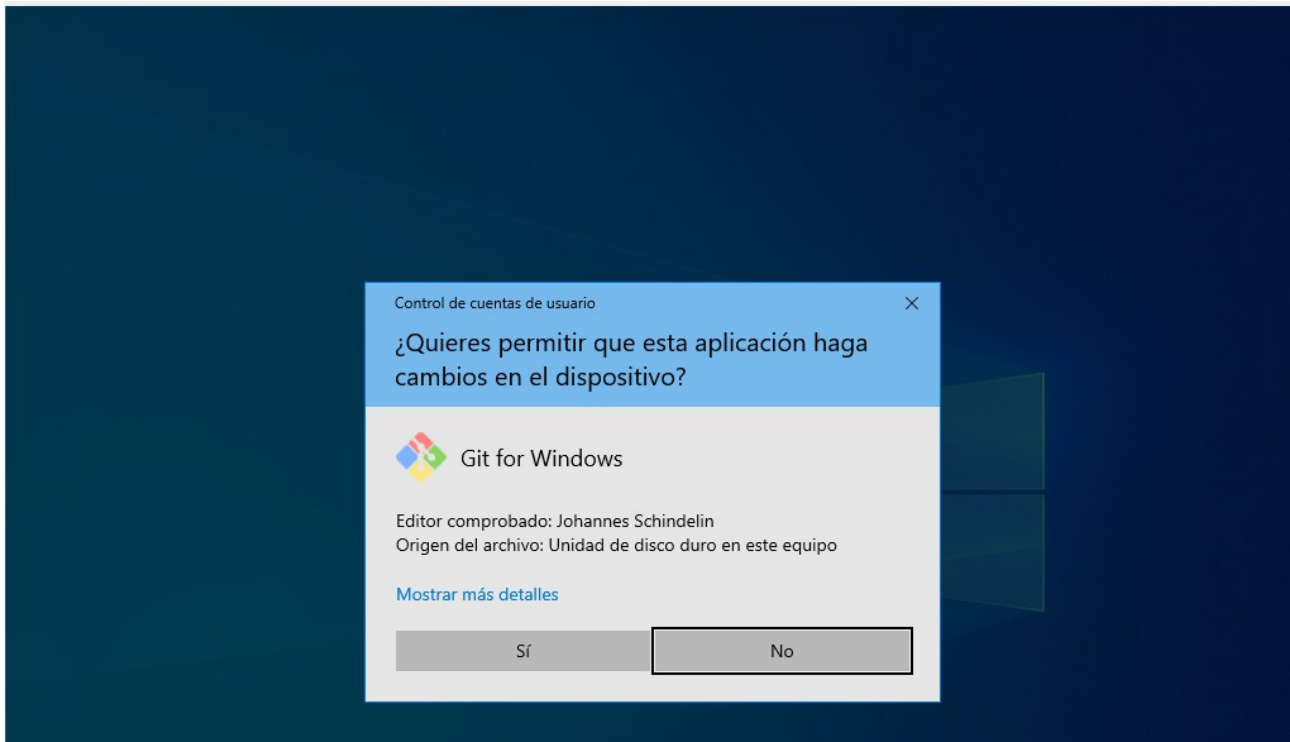 Control de cuentas de usuario
¿Quieres permitir que esta aplicación haga
cambios en el dispositivo?
Git for Windows
Editor comprobado: Johannes Schindelin
Origen del archivo: Unidad de disco duro en este equipo
Mostrar más detalles
Sí
No